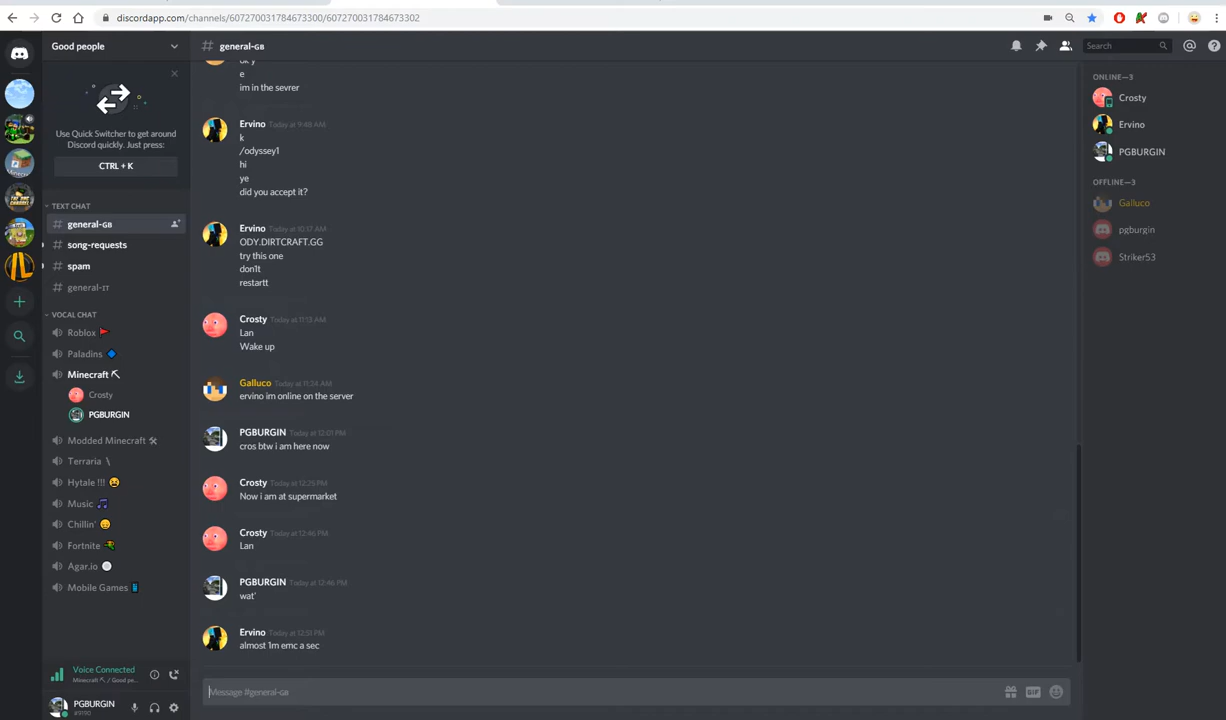 discordapp.com/channels/607270031784673300/607270031784673302
Good people
# general-GB
Search
Use Quick Switcher to get around
Discord quickly. Just press:
CTRL + K
TEXT CHAT
# general-GB
# song-requests
# spam
# general-IT
VOCAL CHAT
Roblox
Paladins
Minecraft
Crosty
PGBURGIN
Modded Minecraft
Terraria \
Hytale !!!
Music
Chillin'
Fortnite
Agar.io
Mobile Games
Voice Connected
Minecraft / Good pe...
PGBURGIN
#9190
e
im in the sevrer
Ervino Today at 9:48 AM
k
/odyssey1
hi
ye
did you accept it?
Ervino Today at 10:17 AM
ODY.DIRTCRAFT.GG
try this one
don1t
restartt
Crosty Today at 11:13 AM
Lan
Wake up
Galluco Today at 11:34 AM
ervino im online on the server
PGBURGIN Today at 12:01 PM
cros btw i am here now
Crosty Today at 12:25 PM
Now i am at supermarket
Crosty Today at 12:46 PM
Lan
PGBURGIN Today at 12:46 PM
wat'
Ervino Today at 12:51 PM
almost 1m emc a sec
Message #general-GB
GIF
ONLINE—3
Crosty
Ervino
PGBURGIN
OFFLINE—3
Galluco
pgburgin
Striker53